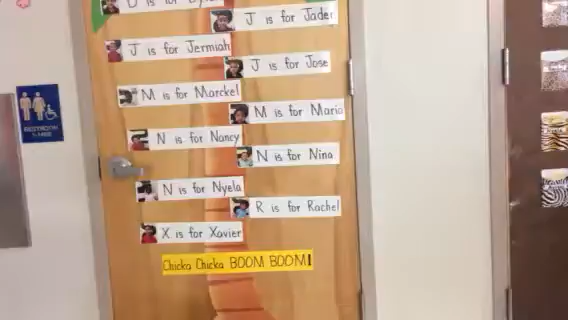 J is for Jader
J is for Jermiah
J is for Jose
M is for Marckel
M is for Maria
N is for Nancy
N is for Nina
N is for Nyela
R is for Rachel
X is for Xavier
Chicka Chicka BOOM BOOM!
RESTROOM